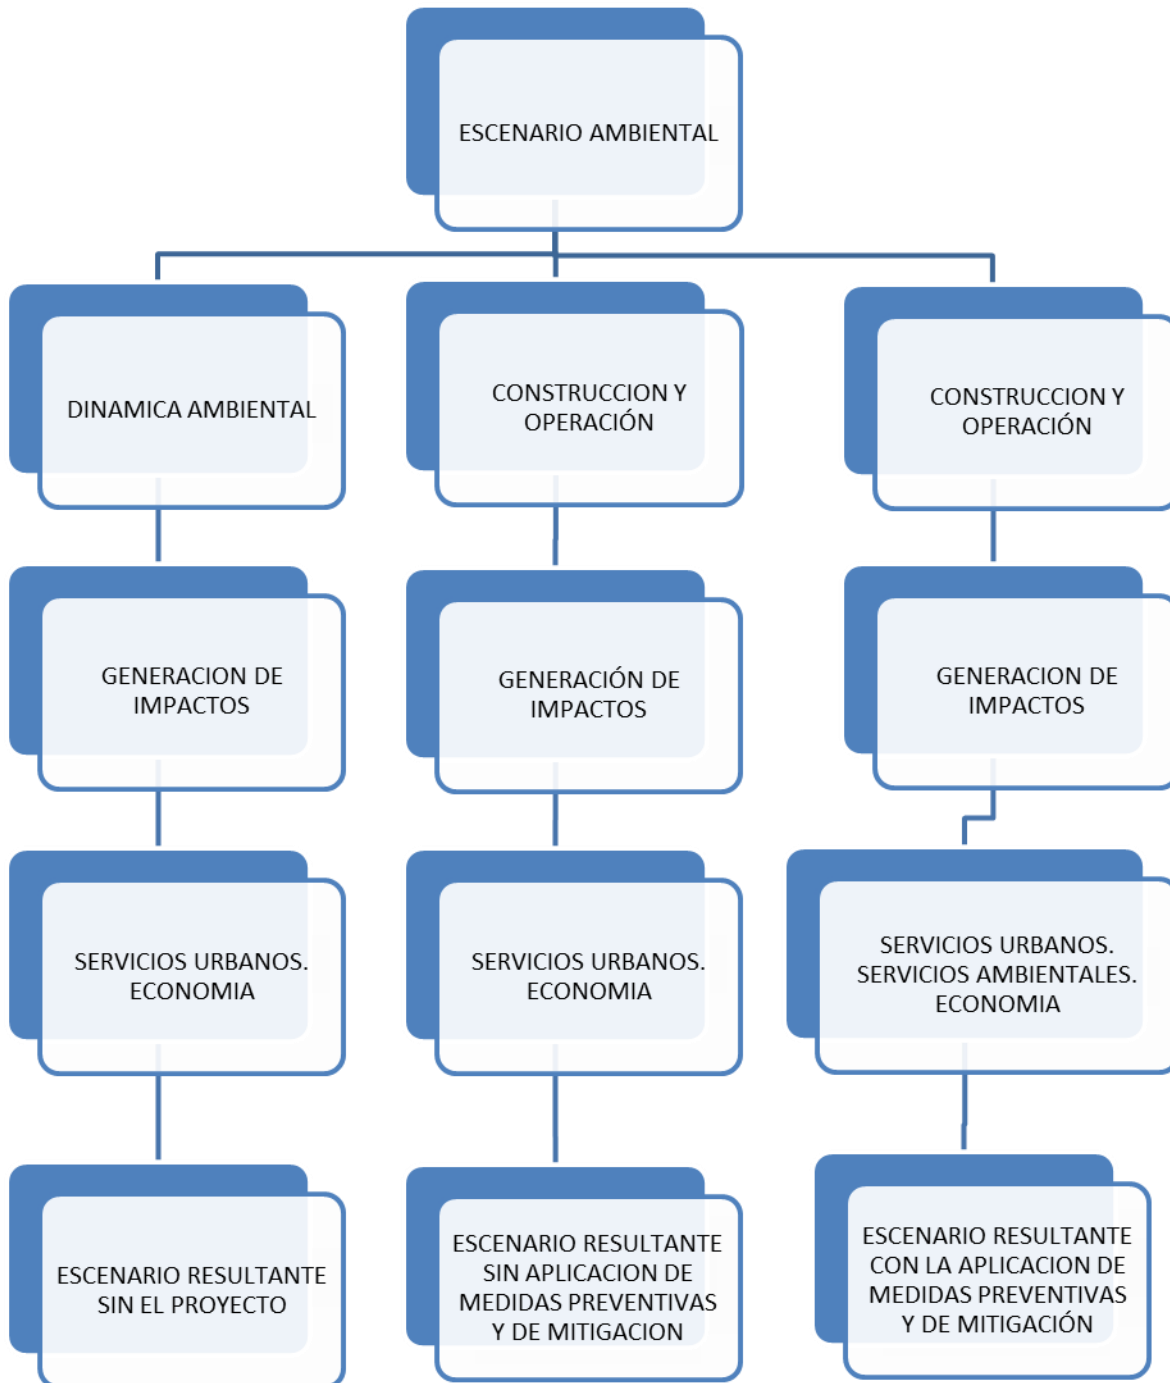 ESCENARIO AMBIENTAL
DINAMICA AMBIENTAL
CONSTRUCCION Y
OPERACIÓN
CONSTRUCCION Y
OPERACIÓN
GENERACION DE
IMPACTOS
GENERACIÓN DE
IMPACTOS
GENERACION DE
IMPACTOS
SERVICIOS URBANOS.
ECONOMIA
SERVICIOS URBANOS.
ECONOMIA
SERVICIOS URBANOS.
SERVICIOS AMBIENTALES.
ECONOMIA
ESCENARIO RESULTANTE
SIN EL PROYECTO
ESCENARIO RESULTANTE
SIN APLICACION DE
MEDIDAS PREVENTIVAS
Y DE MITIGACION
ESCENARIO RESULTANTE
CON LA APLICACION DE
MEDIDAS PREVENTIVAS
Y DE MITIGACIÓN